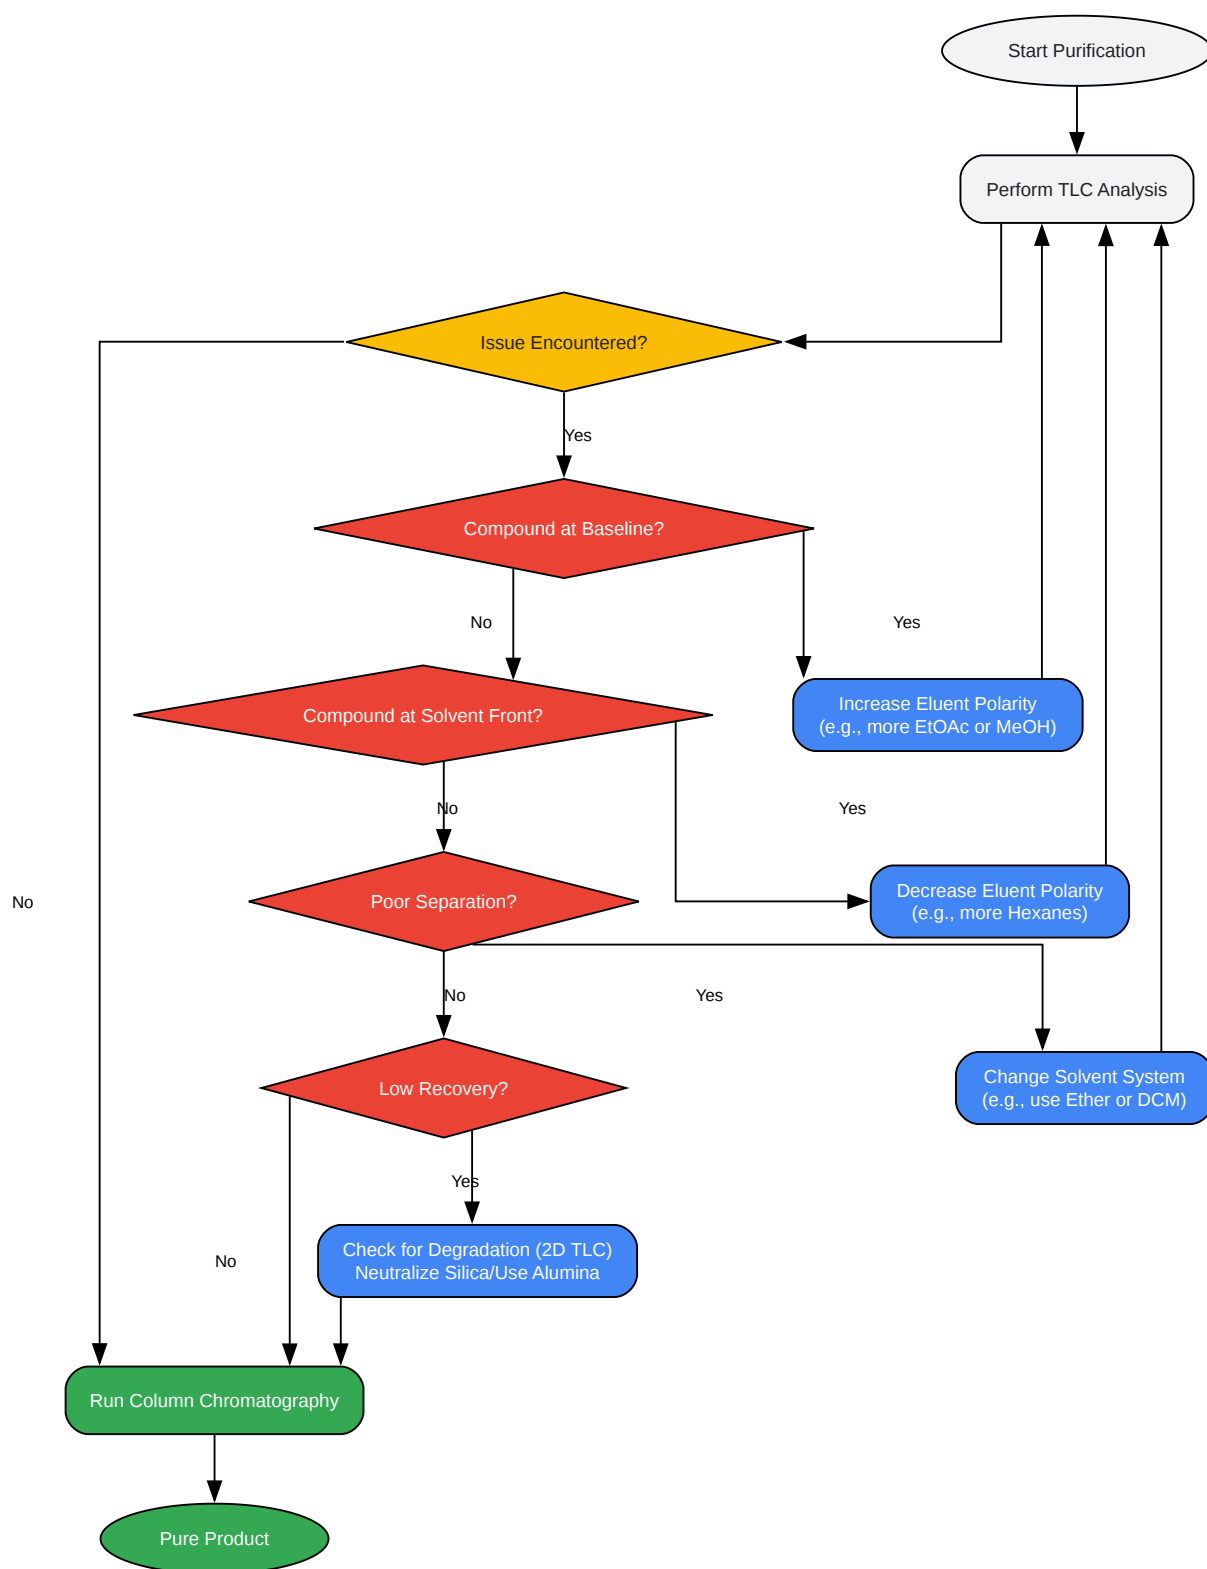 Start Purification
Perform TLC Analysis
Issue Encountered?
Yes
Compound at Baseline?
No
Yes
Compound at Solvent Front?
Increase Eluent Polarity
(e.g., more EtOAc or MeOH)
No
Yes
Poor Separation?
No
Decrease Eluent Polarity
(e.g., more Hexanes)
No
Yes
Low Recovery?
Change Solvent System
(e.g., use Ether or DCM)
Yes
No
Check for Degradation (2D TLC)
Neutralize Silica/Use Alumina
Run Column Chromatography
Pure Product